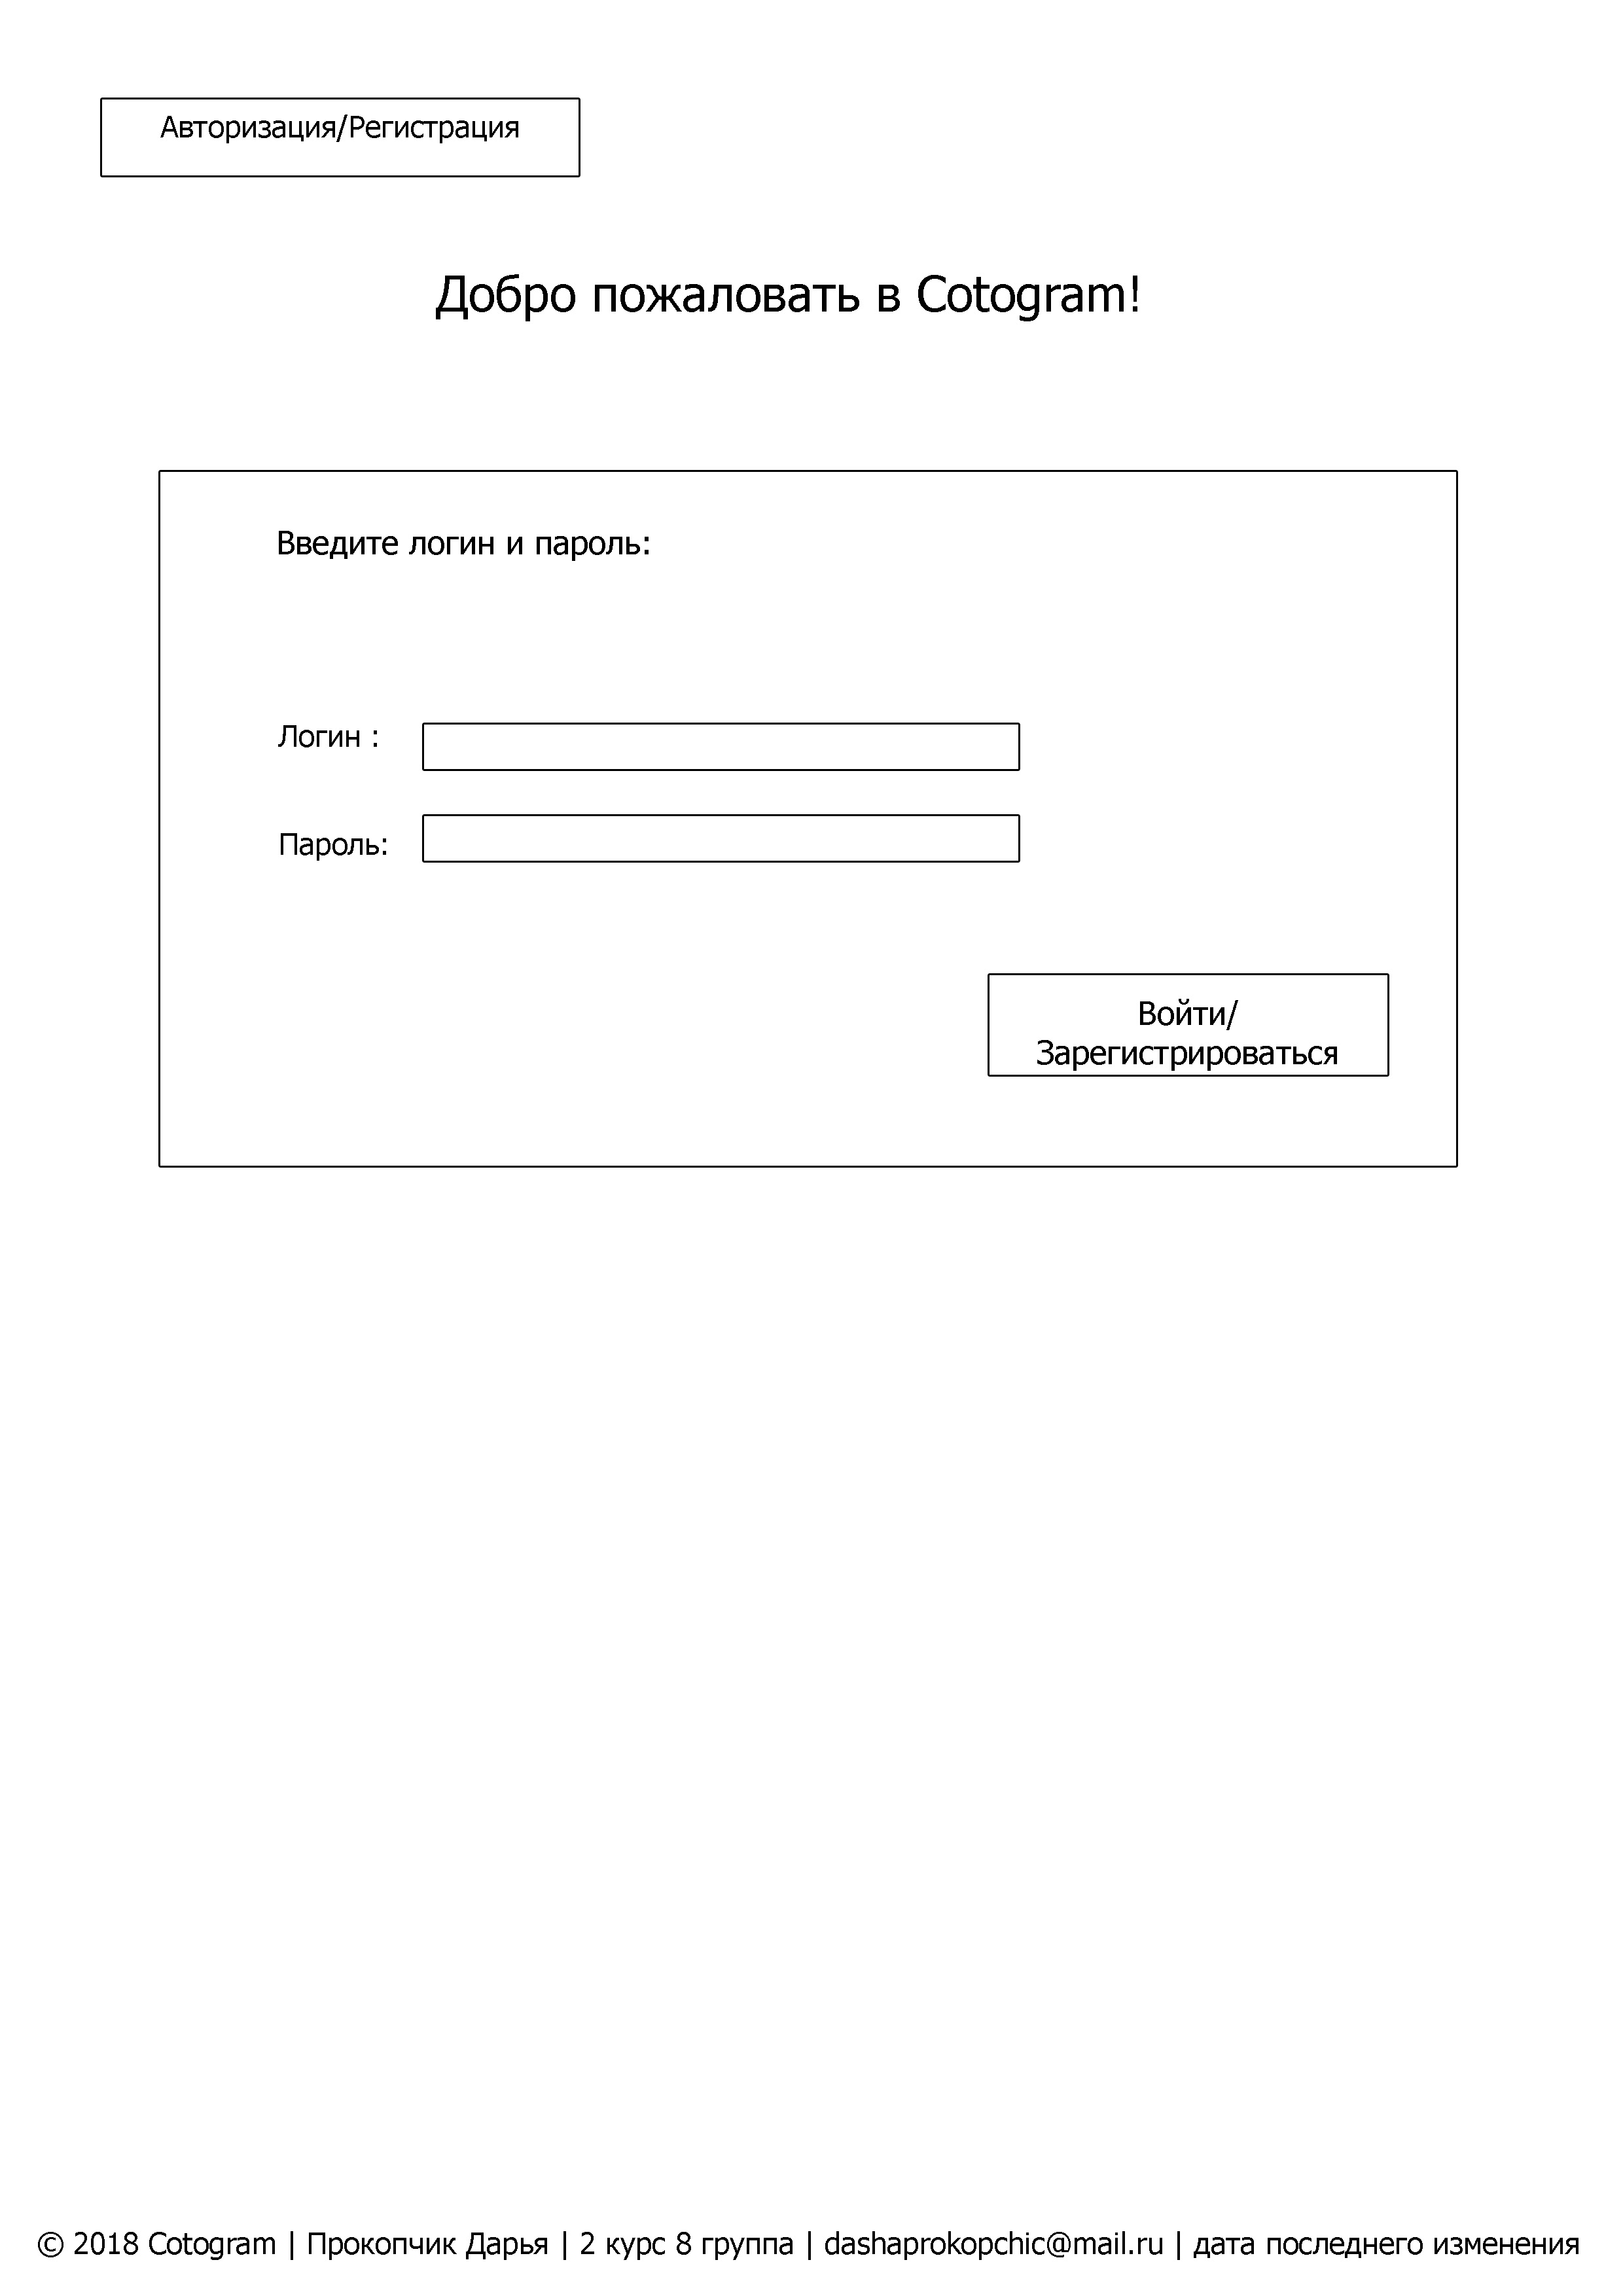 Авторизация/Регистрация
Добро пожаловать в Cotogram!
Введите логин и пароль:
Логин :
Пароль:
Войти/
Зарегистрироваться
© 2018 Cotogram | Прокопчик Дарья | 2 курс 8 группа | dashaprokopchic@mail.ru | дата последнего изменения